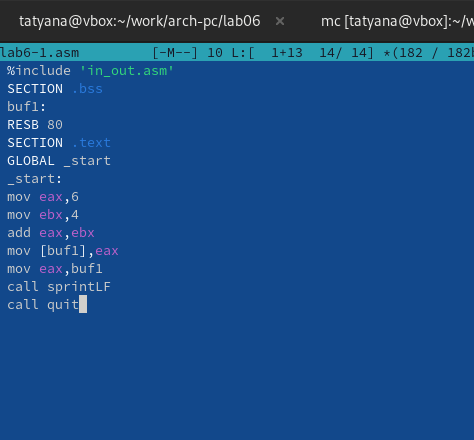 tatyana@vbox:~/work/arch-pc/lab06 × mc [tatyana@vbox]:~/w
lab6-1.asm [-M--] 10 L:[ 1+13 14/ 14] *(182 / 182b
%include 'in_out.asm'
SECTION .bss
buf1:
RESB 80
SECTION .text
GLOBAL _start
_start:
mov eax,6
mov ebx,4
add eax,ebx
mov [buf1],eax
mov eax,buf1
call sprintLF
call quit